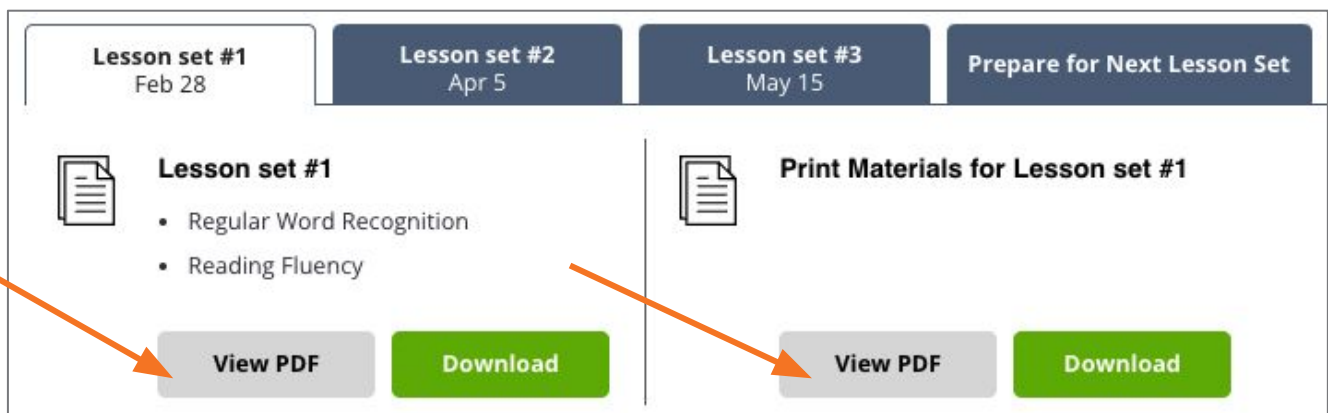 Lesson set #1
Feb 28
Lesson set #2
Apr 5
Lesson set #3
May 15
Prepare for Next Lesson Set
Lesson set #1
• Regular Word Recognition
• Reading Fluency
View PDF
Download
Print Materials for Lesson set #1
View PDF
Download